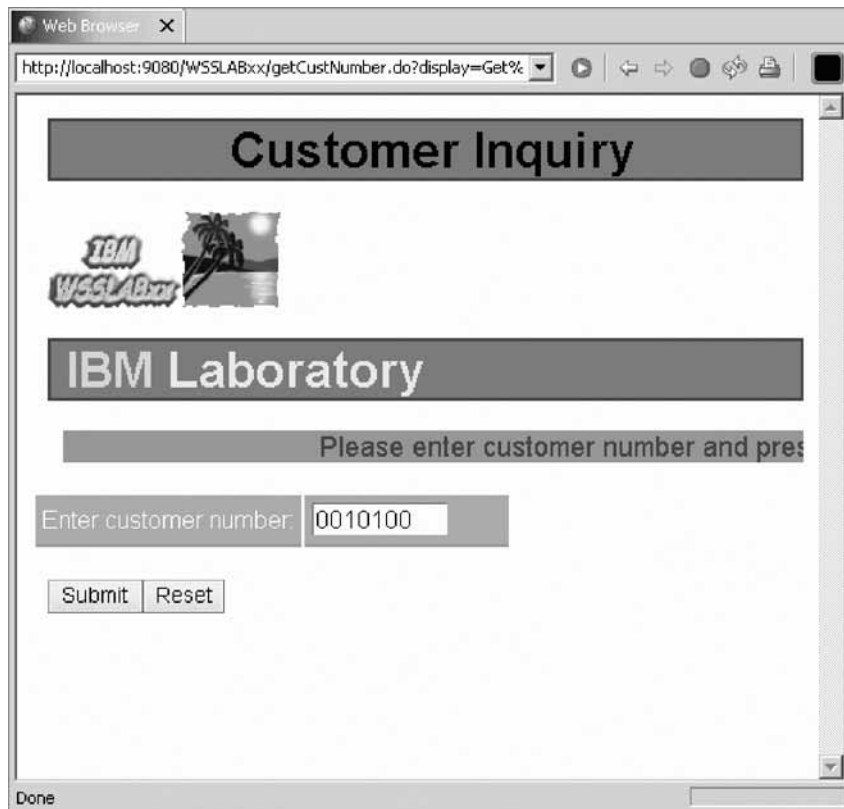 Web Browser
http://localhost:9080/WSSLABxx/getCustNumber.do?display=Get%
Customer Inquiry
IBM
WSSLABxx
IBM Laboratory
Please enter customer number and pres
Enter customer number:
0010100
Submit
Reset
Done